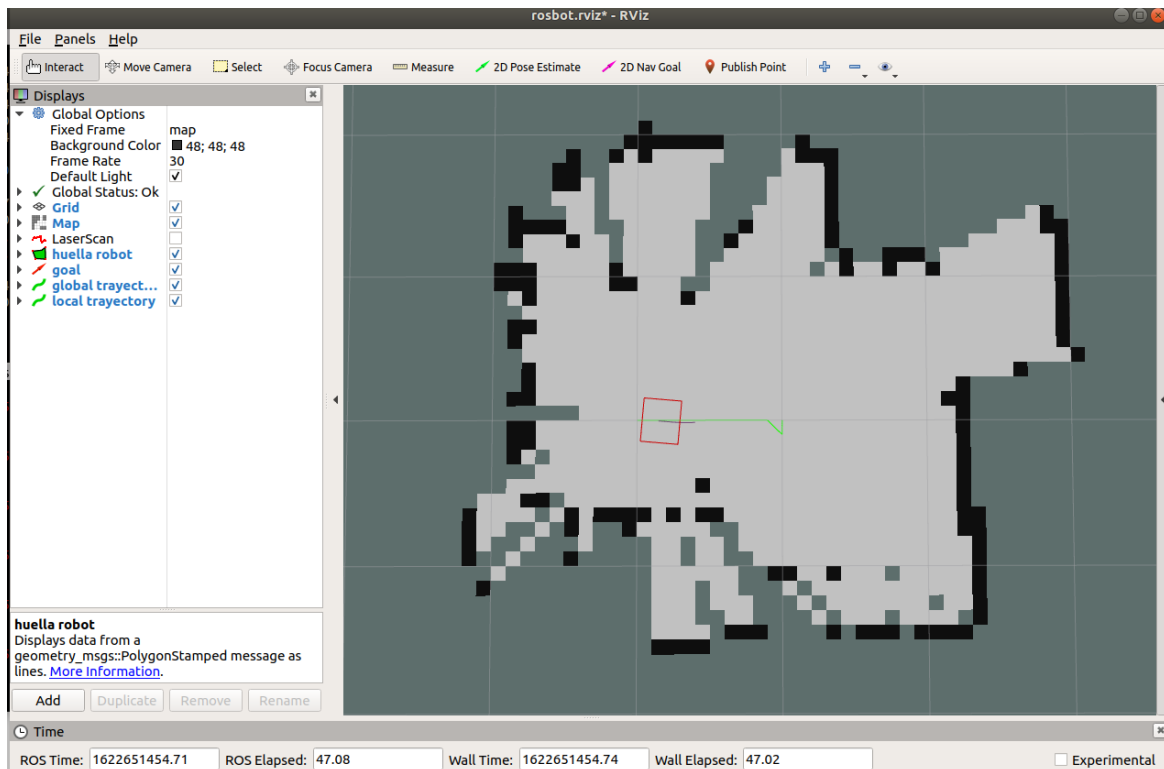 rosbot.rviz* - RViz
File Panels Help
Interact Move Camera Select Focus Camera Measure 2D Pose Estimate 2D Nav Goal Publish Point
Displays
Global Options
Fixed Frame map
Background Color 48; 48; 48
Frame Rate 30
Default Light
Global Status: Ok
Grid
Map
LaserScan
huella robot
goal
global trayect...
local trayectory
huella robot
Displays data from a
geometry_msgs::PolygonStamped message as
lines. More Information.
Add Duplicate Remove Rename
Time
ROS Time: 1622651454.71 ROS Elapsed: 47.08 Wall Time: 1622651454.74 Wall Elapsed: 47.02 Experimental